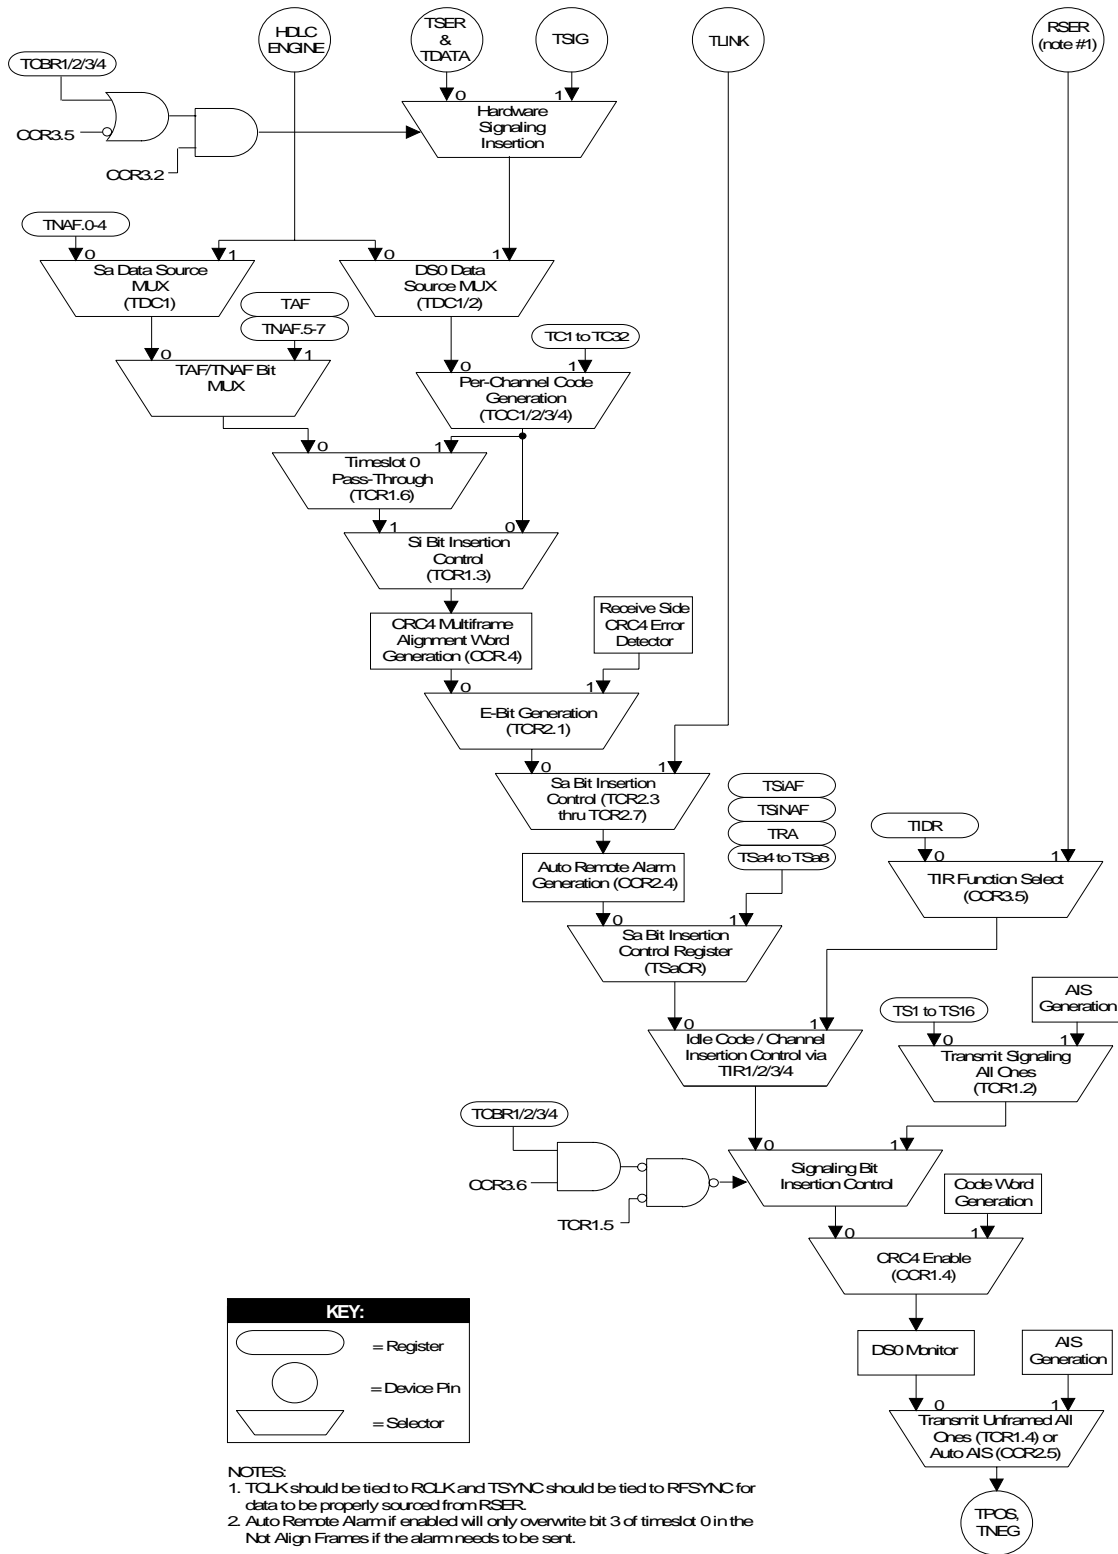 HDLC
ENGINE
TSER
&
TDATA
TSIG
TLINK
RSER
(note #1)
TCBR1/2/3/4
CCR3.5
CCR3.2
0
1
Hardware
Signaling
Insertion
TNAF.0-4
0
1
Sa Data Source
MUX
(TDC1)
0
1
DS0 Data
Source MUX
(TDC1/2)
TAF
TNAF.5-7
0
1
TAF/TNAF Bit
MUX
TC1 to TC32
0
1
Per-Channel Code
Generation
(TCC1/2/3/4)
0
1
Timeslot 0
Pass-Through
(TCR1.6)
1
0
Si Bit Insertion
Control
(TCR1.3)
CRC4 Multiframe
Alignment Word
Generation (CCR.4)
Receive Side
CRC4 Error
Detector
0
1
E-Bit Generation
(TCR2.1)
0
1
Sa Bit Insertion
Control (TCR2.3
thru TCR2.7)
TSiAF
TSiNAF
TRA
TSa4 to TSa8
Auto Remote Alarm
Generation (CCR2.4)
0
1
Sa Bit Insertion
Control Register
(TSaCR)
TIDR
0
1
TIR Function Select
(CCR3.5)
0
1
Idle Code / Channel
Insertion Control via
TIR1/2/3/4
TS1 to TS16
AIS
Generation
0
1
Transmit Signaling
All Ones
(TCR1.2)
TCBR1/2/3/4
CCR3.6
TCR1.5
0
1
Signaling Bit
Insertion Control
Code Word
Generation
0
1
CRC4 Enable
(CCR1.4)
DS0 Monitor
AIS
Generation
0
1
Transmit Unframed All
Ones (TCR1.4) or
Auto AIS (CCR2.5)
TPOS,
TNEG
KEY:
= Register
= Device Pin
= Selector
NOTES:
1. TCLK should be tied to RCLK and TSYNC should be tied to RFSYNC for
data to be properly sourced from RSER.
2. Auto Remote Alarm if enabled will only overwrite bit 3 of timeslot 0 in the
Not Align Frames if the alarm needs to be sent.